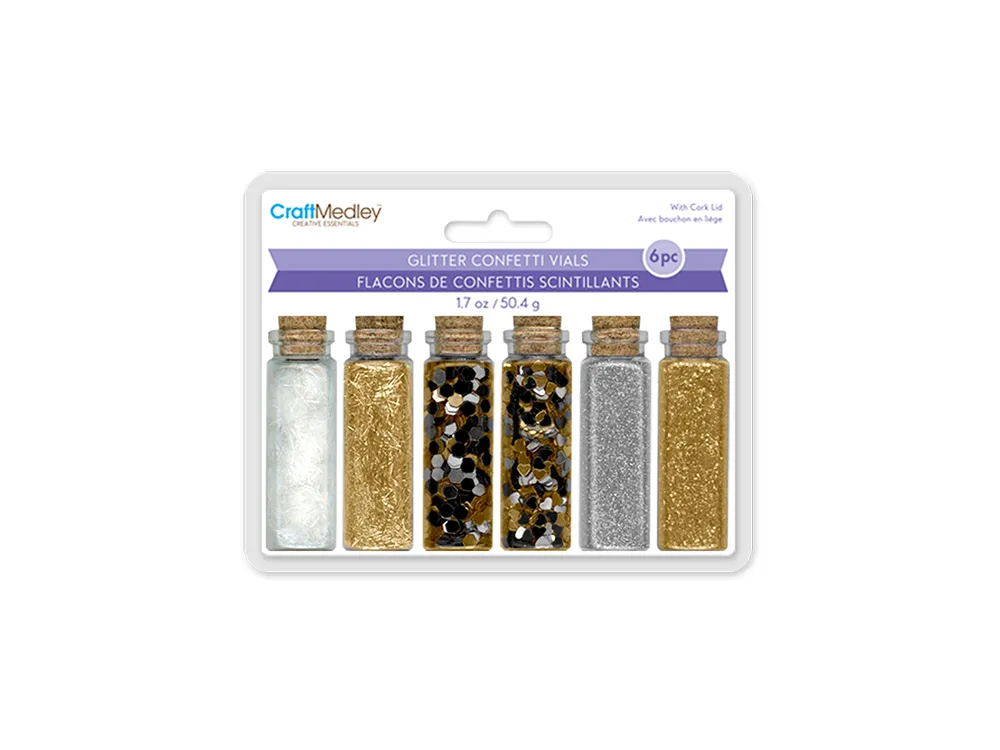 CraftMedley™
CREATIVE ESSENTIALS
With Cork Lid
Avec bouchon en liège
GLITTER CONFETTI VIALS
6pc
FLACONS DE CONFETTIS SCINTILLANTS
1.7 oz / 50.4 g